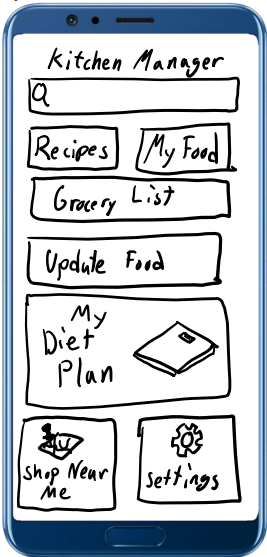 Kitchen Manager
Recipes
My Food
Grocery List
Update Food
My
Diet
Plan
Shop Near
Me
Settings